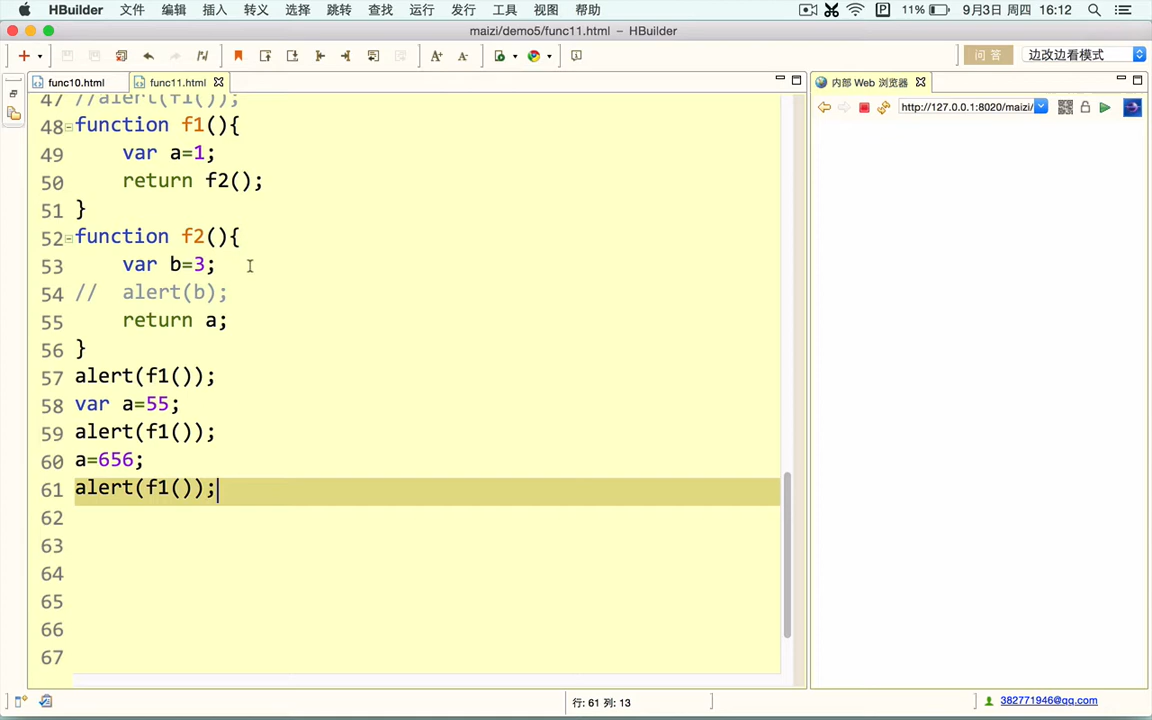 HBuilder 文件 编辑 插入 转义 选择 跳转 查找 运行 发行 工具 视图 帮助 11% 9月3日 周四 16:12
maizi/demo5/func11.html – HBuilder
问 答 边改边看模式
func10.html func11.html 内部 Web 浏览器
http://127.0.0.1:8020/maizi/
47 //alert(f1());
48 function f1(){
49 var a=1;
50 return f2();
51 }
52 function f2(){
53 var b=3;
54 // alert(b);
55 return a;
56 }
57 alert(f1());
58 var a=55;
59 alert(f1());
60 a=656;
61 alert(f1());
62
63
64
65
66
67
行: 61 列: 13 382771946@qq.com